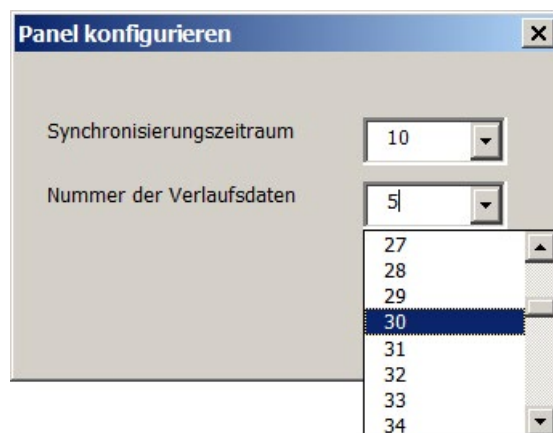 Panel konfigurieren
Synchronisierungszeitraum 10
Nummer der Verlaufsdaten 5
27
28
29
30
31
32
33
34